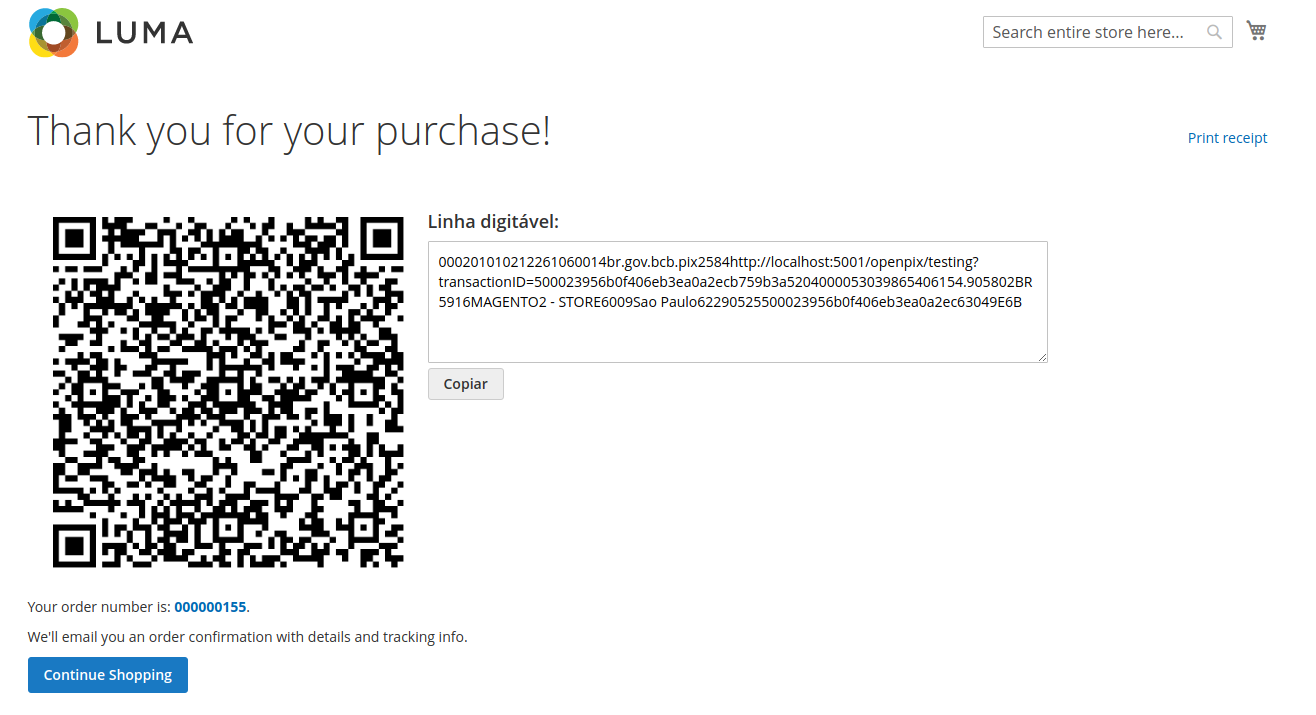 LUMA
Search entire store here...
Thank you for your purchase!
Print receipt
Linha digitável:
000201010212261060014br.gov.bcb.pix2584http://localhost:5001/openpix/testing?
transactionID=500023956b0f406eb3ea0a2ecb759b3a5204000053039865406154.905802BR
5916MAGENTO2 - STORE6009Sao Paulo62290525500023956b0f406eb3ea0a2ec63049E6B
Copiar
Your order number is: 000000155.
We'll email you an order confirmation with details and tracking info.
Continue Shopping